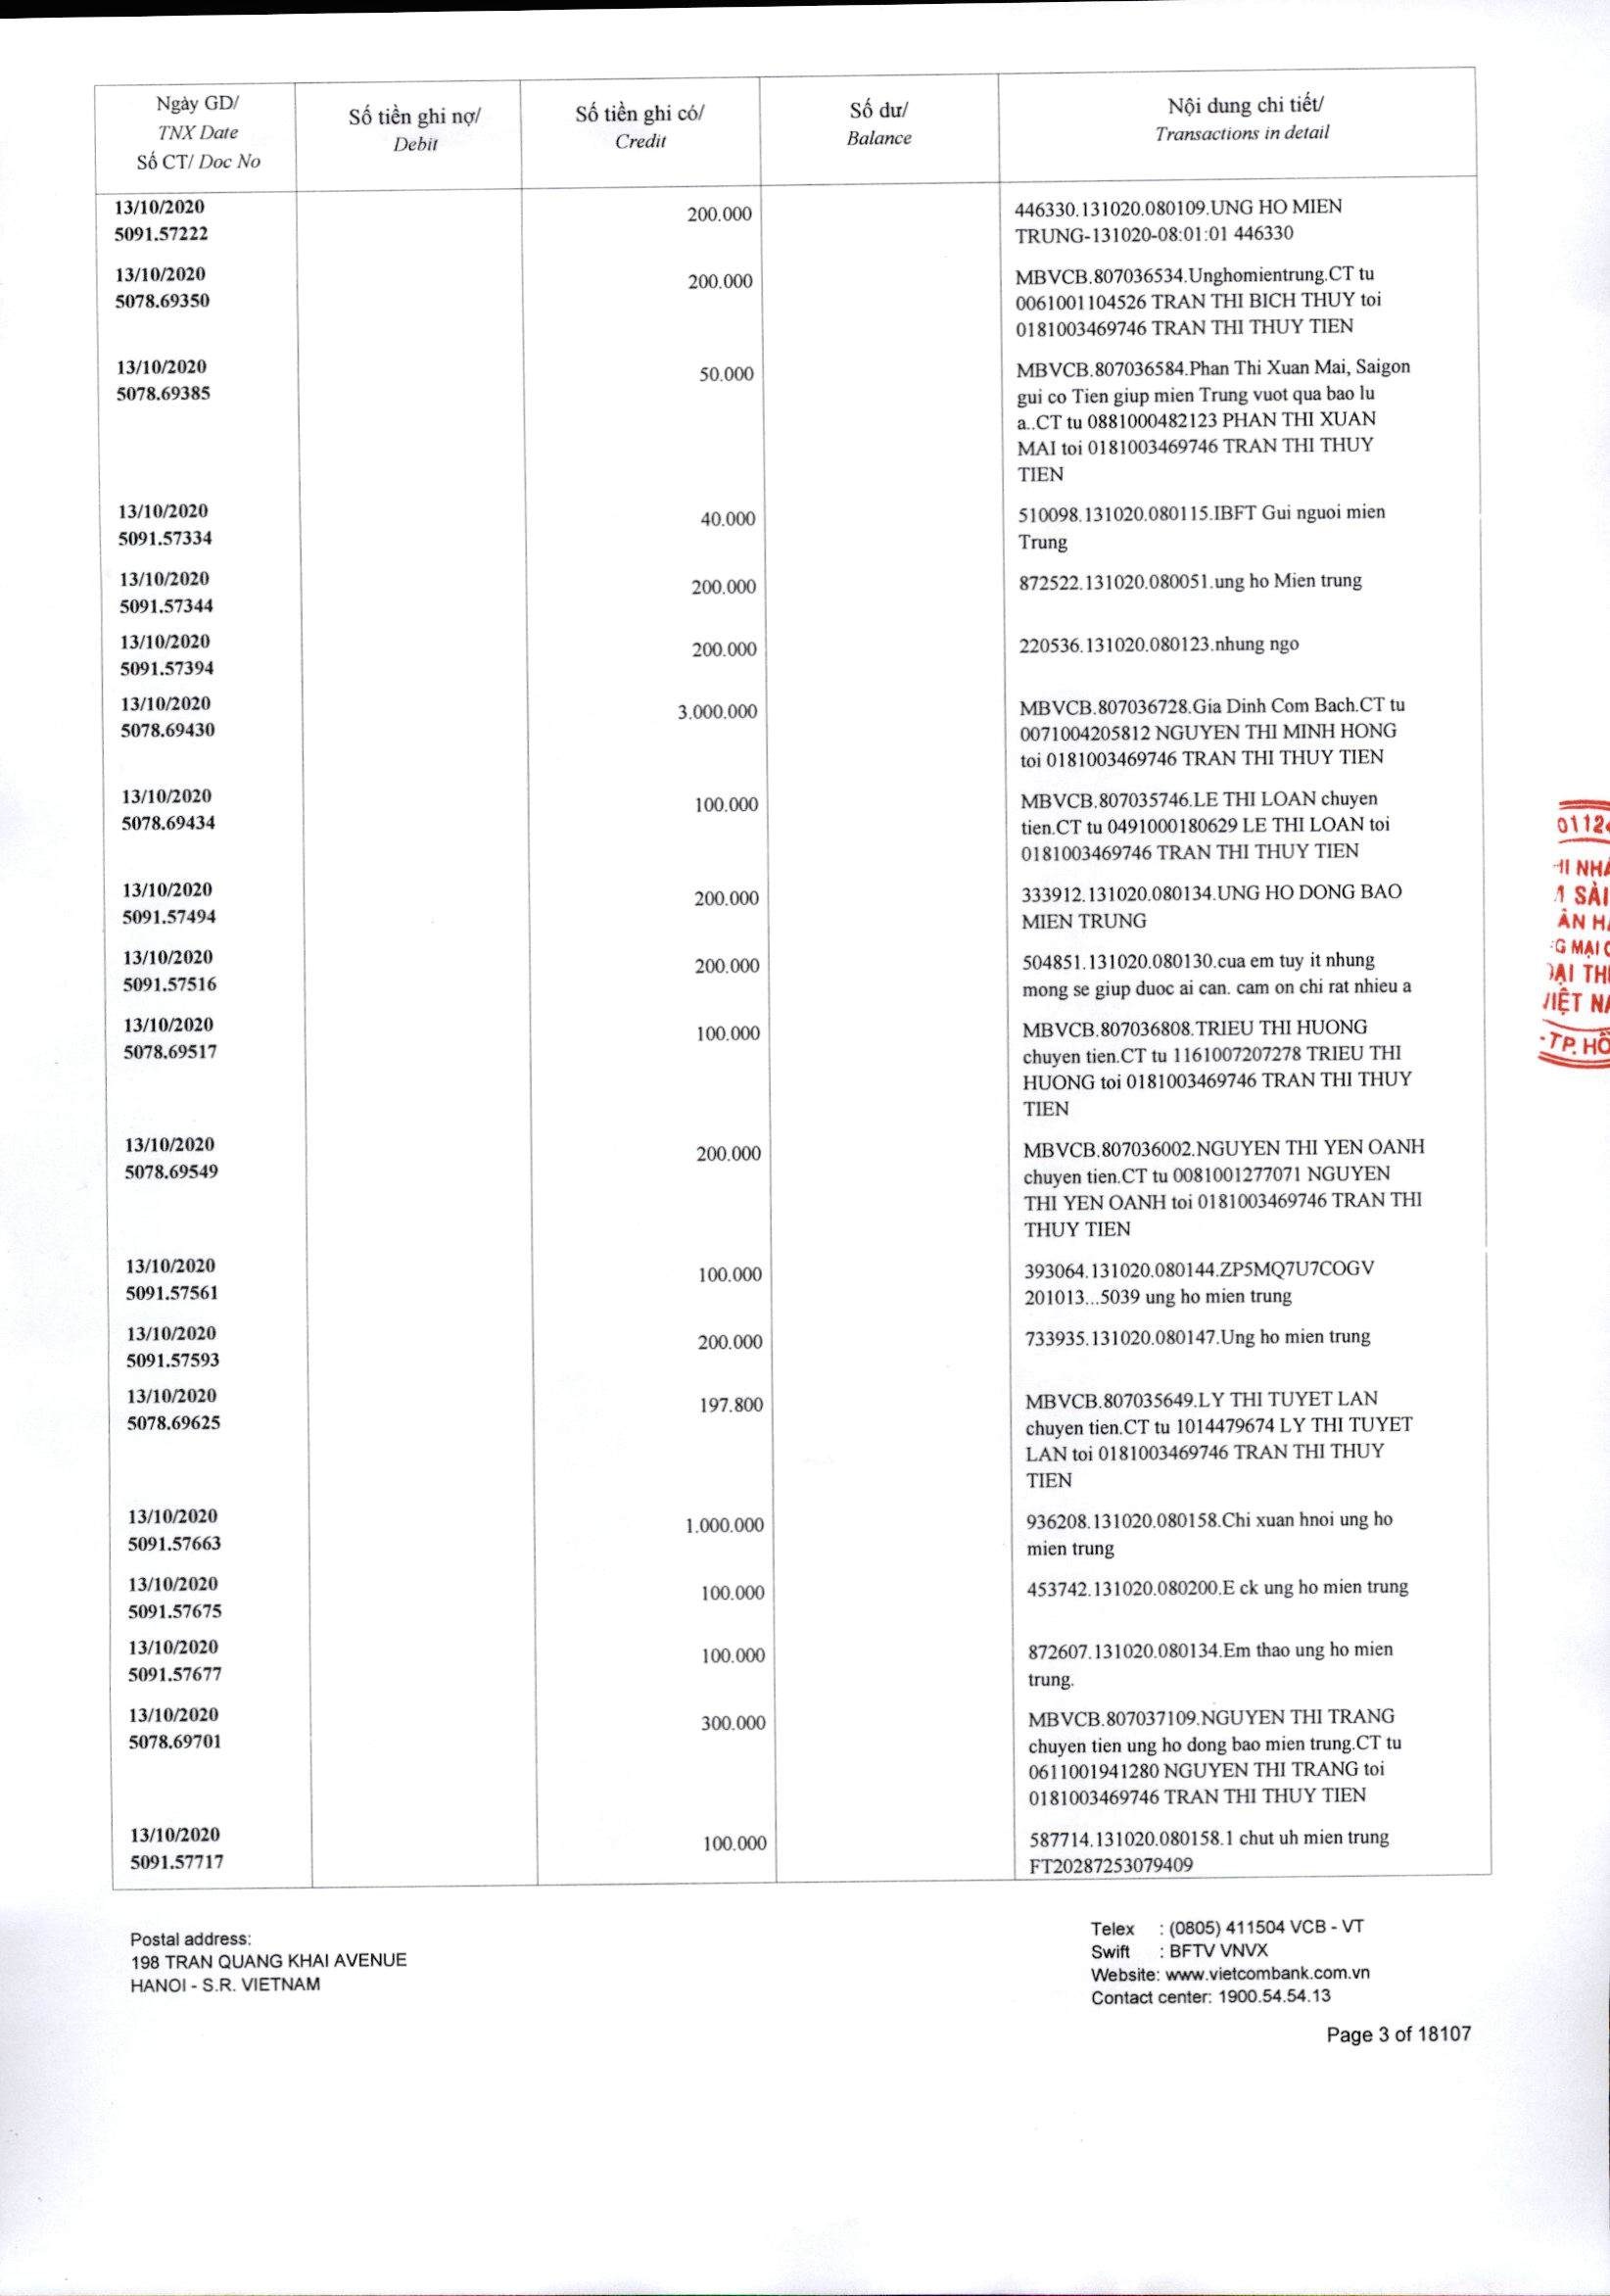 Ngày GD/
TNX Date
Số CT/ Doc No
Số tiền ghi nợ/
Debit
Số tiền ghi có/
Credit
Số dư/
Balance
Nội dung chi tiết/
Transactions in detail
13/10/2020
5091.57222
200.000
446330.131020.080109.UNG HO MIEN
TRUNG-131020-08:01:01 446330
13/10/2020
5078.69350
200.000
MBVCB.807036534.Unghomientrung.CT tu
0061001104526 TRAN THI BICH THUY toi
0181003469746 TRAN THI THUY TIEN
13/10/2020
5078.69385
50.000
MBVCB.807036584.Phan Thi Xuan Mai, Saigon
gui co Tien giup mien Trung vuot qua bao lu
a..CT tu 0881000482123 PHAN THI XUAN
MAI toi 0181003469746 TRAN THI THUY
TIEN
13/10/2020
5091.57334
40.000
510098.131020.080115.IBFT Gui nguoi mien
Trung
13/10/2020
5091.57344
200.000
872522.131020.080051.ung ho Mien trung
13/10/2020
5091.57394
200.000
220536.131020.080123.nhung ngo
13/10/2020
5078.69430
3.000.000
MBVCB.807036728.Gia Dinh Com Bach.CT tu
0071004205812 NGUYEN THI MINH HONG
toi 0181003469746 TRAN THI THUY TIEN
13/10/2020
5078.69434
100.000
MBVCB.807035746.LE THI LOAN chuyen
tien.CT tu 0491000180629 LE THI LOAN toi
0181003469746 TRAN THI THUY TIEN
13/10/2020
5091.57494
200.000
333912.131020.080134.UNG HO DONG BAO
MIEN TRUNG
13/10/2020
5091.57516
200.000
504851.131020.080130.cua em tuy it nhung
mong se giup duoc ai can. cam on chi rat nhieu a
13/10/2020
5078.69517
100.000
MBVCB.807036808.TRIEU THI HUONG
chuyen tien.CT tu 1161007207278 TRIEU THI
HUONG toi 0181003469746 TRAN THI THUY
TIEN
13/10/2020
5078.69549
200.000
MBVCB.807036002.NGUYEN THI YEN OANH
chuyen tien.CT tu 0081001277071 NGUYEN
THI YEN OANH toi 0181003469746 TRAN THI
THUY TIEN
13/10/2020
5091.57561
100.000
393064.131020.080144.ZP5MQ7U7COGV
201013...5039 ung ho mien trung
13/10/2020
5091.57593
200.000
733935.131020.080147.Ung ho mien trung
13/10/2020
5078.69625
197.800
MBVCB.807035649.LY THI TUYET LAN
chuyen tien.CT tu 1014479674 LY THI TUYET
LAN toi 0181003469746 TRAN THI THUY
TIEN
13/10/2020
5091.57663
1.000.000
936208.131020.080158.Chi xuan hnoi ung ho
mien trung
13/10/2020
5091.57675
100.000
453742.131020.080200.E ck ung ho mien trung
13/10/2020
5091.57677
100.000
872607.131020.080134.Em thao ung ho mien
trung.
13/10/2020
5078.69701
300.000
MBVCB.807037109.NGUYEN THI TRANG
chuyen tien ung ho dong bao mien trung.CT tu
0611001941280 NGUYEN THI TRANG toi
0181003469746 TRAN THI THUY TIEN
13/10/2020
5091.57717
100.000
587714.131020.080158.1 chut uh mien trung
FT20287253079409
0112
SÀI
MẠI
VIỆT
-TP. HỒ
Postal address:
198 TRAN QUANG KHAI AVENUE
HANOI - S.R. VIETNAM
Telex : (0805) 411504 VCB - VT
Swift : BFTV VNVX
Website: www.vietcombank.com.vn
Contact center: 1900.54.54.13
Page 3 of 18107